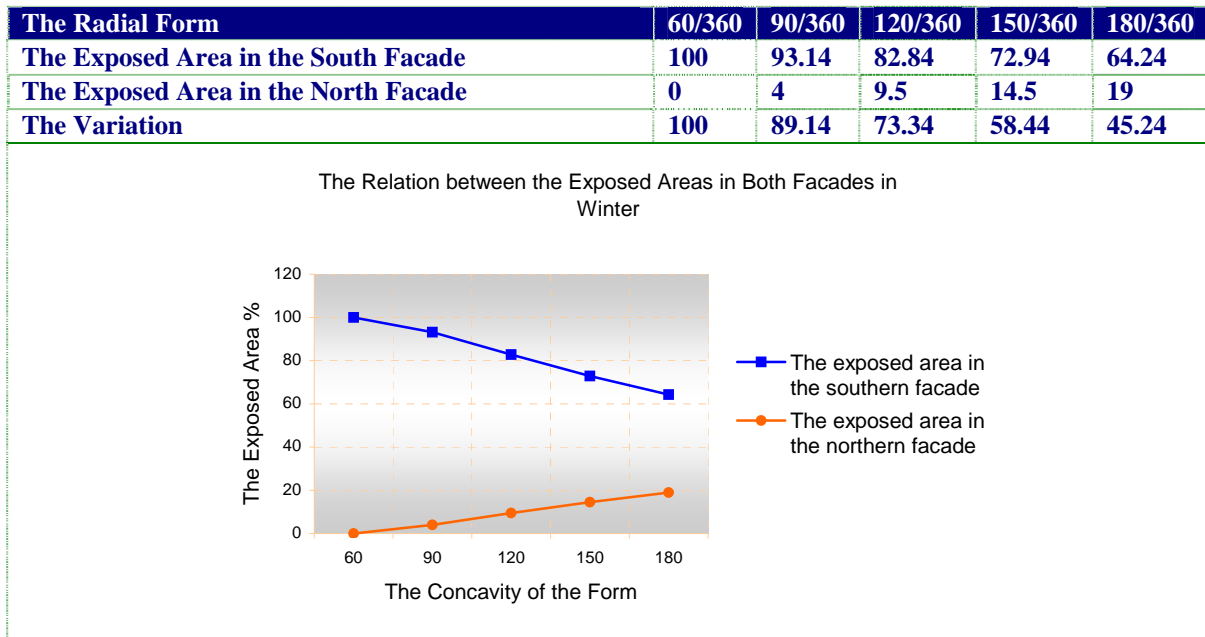 The Radial Form 60/360 90/360 120/360 150/360 180/360
The Exposed Area in the South Facade 100 93.14 82.84 72.94 64.24
The Exposed Area in the North Facade 0 4 9.5 14.5 19
The Variation 100 89.14 73.34 58.44 45.24
The Relation between the Exposed Areas in Both Facades in
Winter
The Exposed Area %
120
100
80
60
40
20
0
60 90 120 150 180
The Concavity of the Form
The exposed area in
the southern facade
The exposed area in
the northern facade